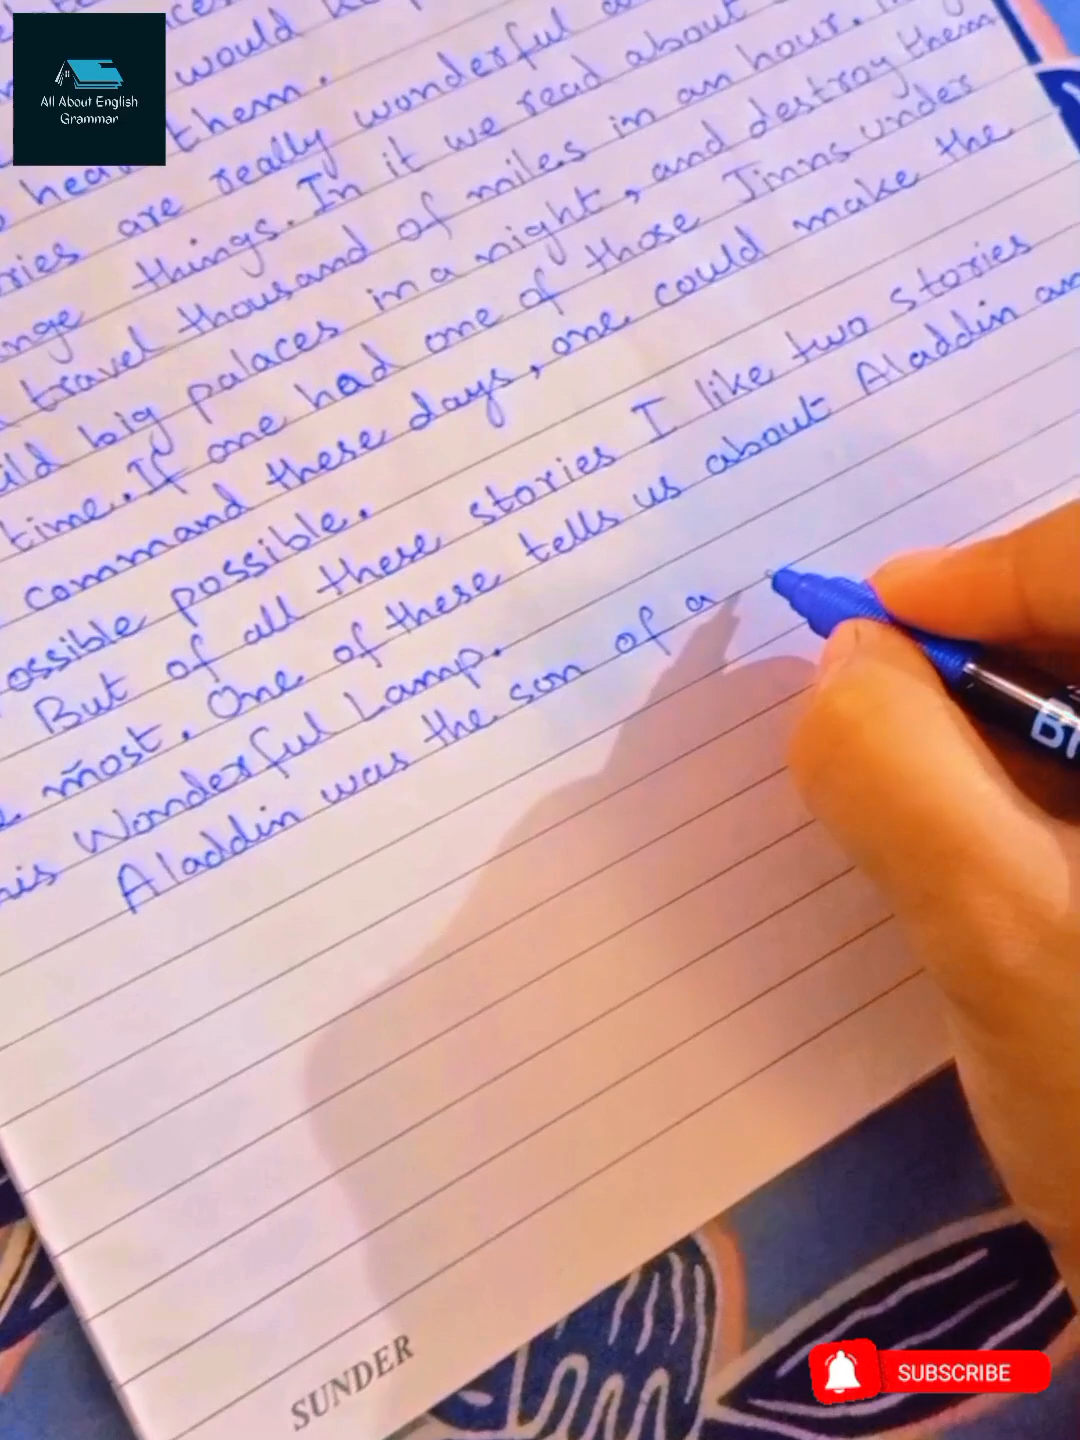 All About English
Grammar
would
them.
are really wonderful
things. In it we read about
travel thousand of miles in an hour.
big palaces in a night, and destroy them
time. If one had one of those Jinns under
command these days, one could make the
possible.
But of all these stories I like two stories
most. One of these tells us about Aladdin
Wonderful Lamp.
Aladdin was the son of a
SUNDER
SUBSCRIBE